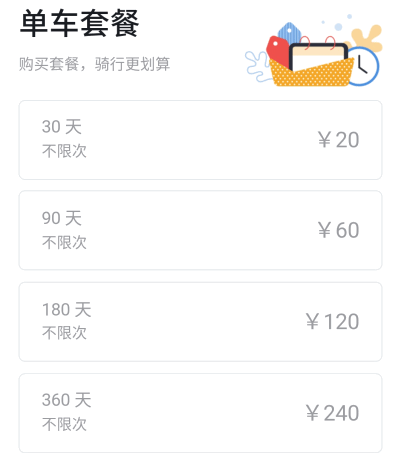 单车套餐
购买套餐，骑行更划算
30 天
不限次
￥20
90 天
不限次
￥60
180 天
不限次
￥120
360 天
不限次
￥240